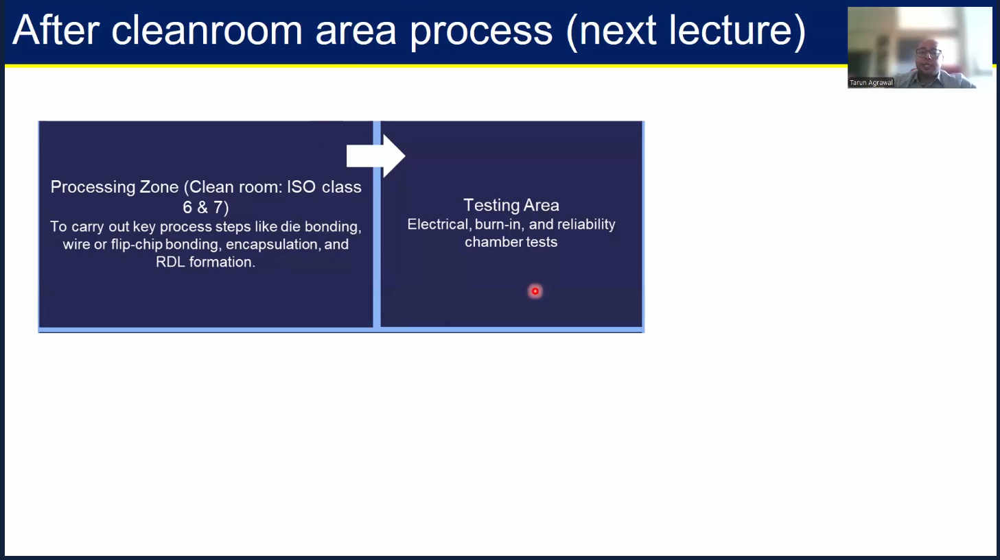 After cleanroom area process (next lecture)
Tarun Agrawal
Processing Zone (Clean room: ISO class
6 & 7)
To carry out key process steps like die bonding,
wire or flip-chip bonding, encapsulation, and
RDL formation.
Testing Area
Electrical, burn-in, and reliability
chamber tests